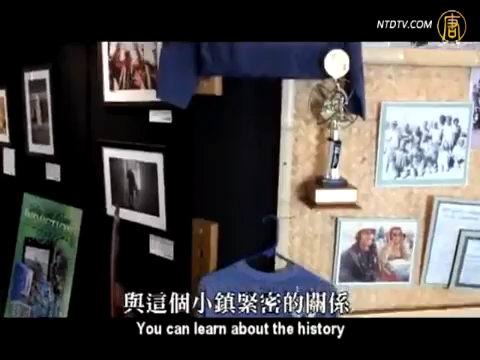 NTDTV.COM
唐
REFLECTIONS
與這個小鎮緊密的關係
You can learn about the history